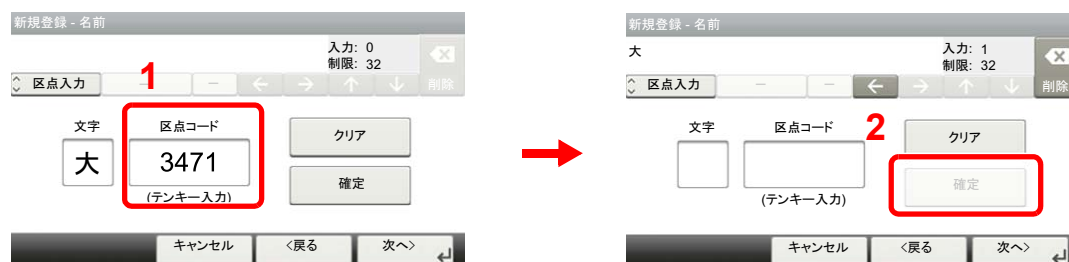 新規登録 - 名前
入力: 0
制限: 32
区点入力
1
削除
文字
区点コード
クリア
大
3471
確定
(テンキー入力)
キャンセル
<戻る
次へ>
新規登録 - 名前
大
入力: 1
制限: 32
区点入力
削除
文字
区点コード
2
クリア
確定
(テンキー入力)
キャンセル
<戻る
次へ>